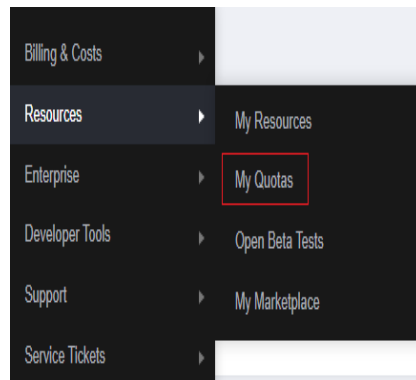 Billing & Costs
Resources
Enterprise
Developer Tools
Support
Service Tickets
My Resources
My Quotas
Open Beta Tests
My Marketplace